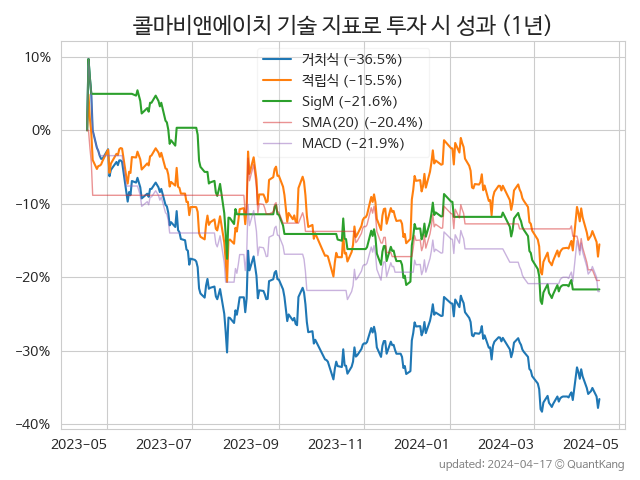 콜마비앤에이치 기술 지표로 투자 시 성과 (1년)
거치식 (−36.5%)
적립식 (−15.5%)
SigM (−21.6%)
SMA(20) (−20.4%)
MACD (−21.9%)
10%
0%
−10%
−20%
−30%
−40%
2023-05 2023-07 2023-09 2023-11 2024-01 2024-03 2024-05
updated: 2024-04-17 © QuantKang